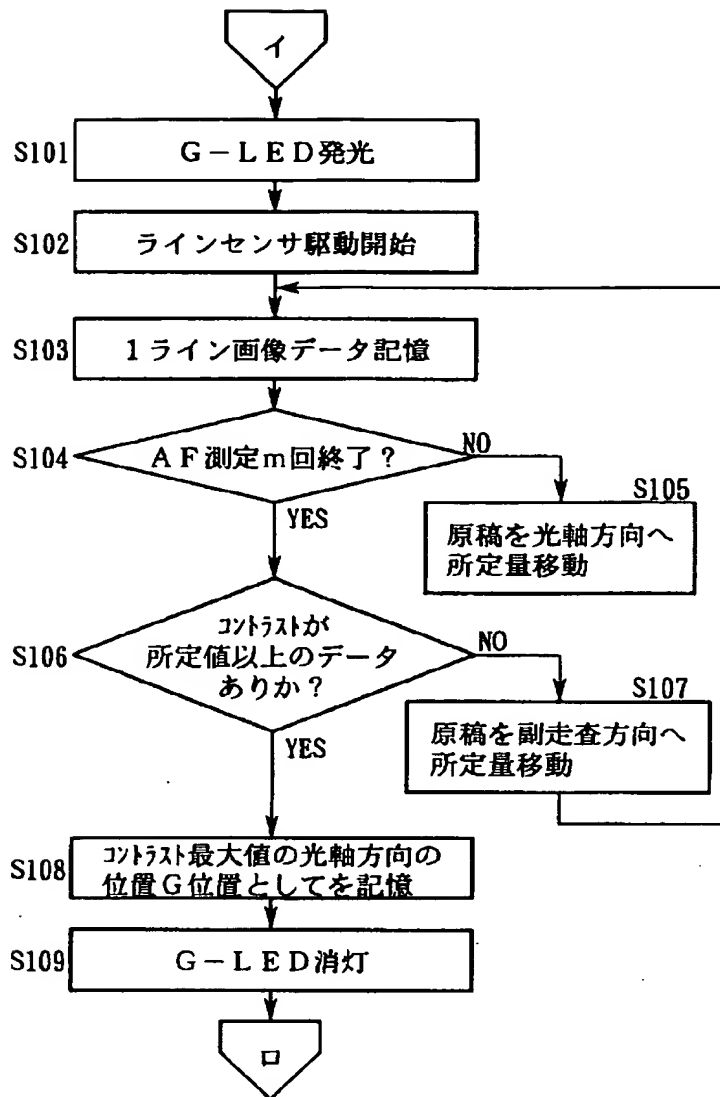 イ
S101
G-LED発光
S102
ラインセンサ駆動開始
S103
1ライン画像データ記憶
S104
AF測定m回終了?
NO
YES
S105
原稿を光軸方向へ
所定量移動
S106
コントラストが
所定値以上のデータ
ありか?
NO
YES
S107
原稿を副走査方向へ
所定量移動
S108
コントラスト最大値の光軸方向の
位置G位置としてを記憶
S109
G-LED消灯
ロ